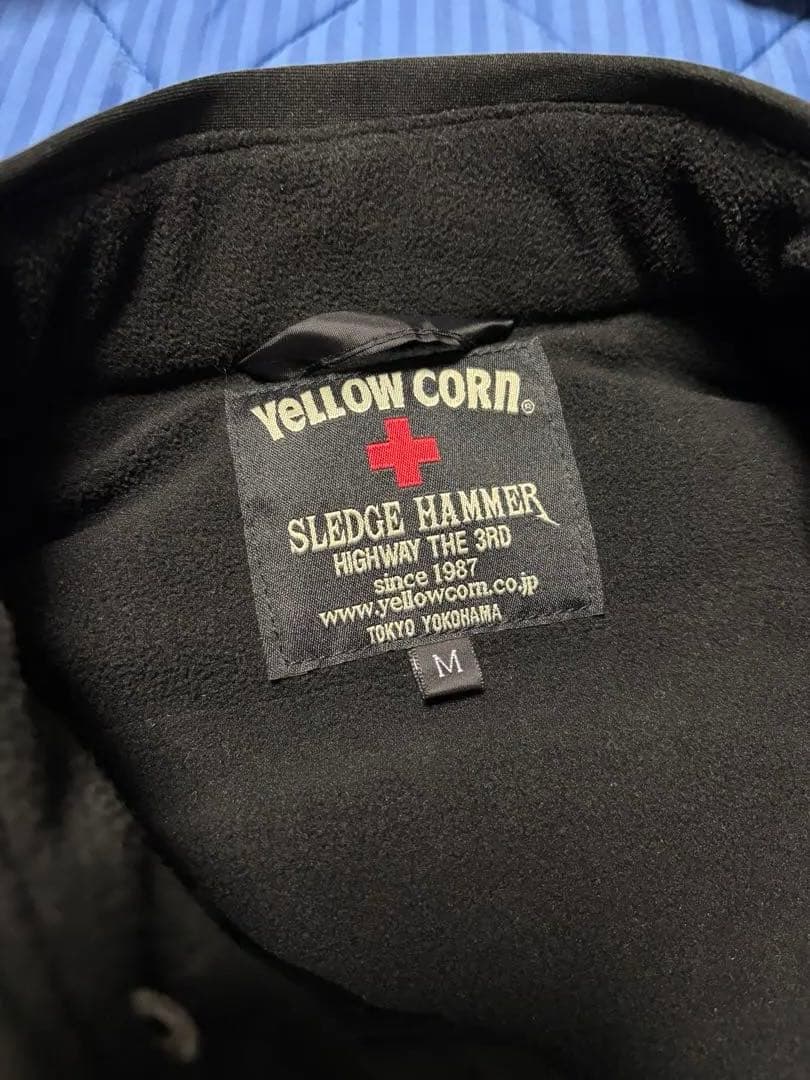 YeLLOW CORn®
SLEDGE HAMMER
HIGHWAY THE 3RD
since 1987
www.yellowcorn.co.jp
TOKYO YOKOHAMA
M